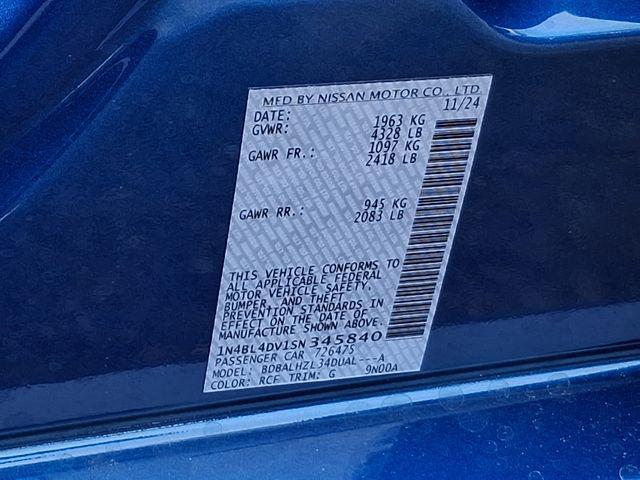 MFD BY NISSAN MOTOR CO., LTD
DATE: 11/24
GVWR: 1963 KG
4328 LB
GAWR FR.: 1097 KG
2418 LB
GAWR RR.: 945 KG
2083 LB
THIS VEHICLE CONFORMS TO
ALL APPLICABLE FEDERAL
MOTOR VEHICLE SAFETY,
BUMPER, AND THEFT
PREVENTION STANDARDS IN
EFFECT ON THE DATE OF
MANUFACTURE SHOWN ABOVE.
1N4BL4DV1SN345840
PASSENGER CAR 726475
MODEL: BDBALHZL34DUAL---A
COLOR: RCF TRIM: G 9N00A